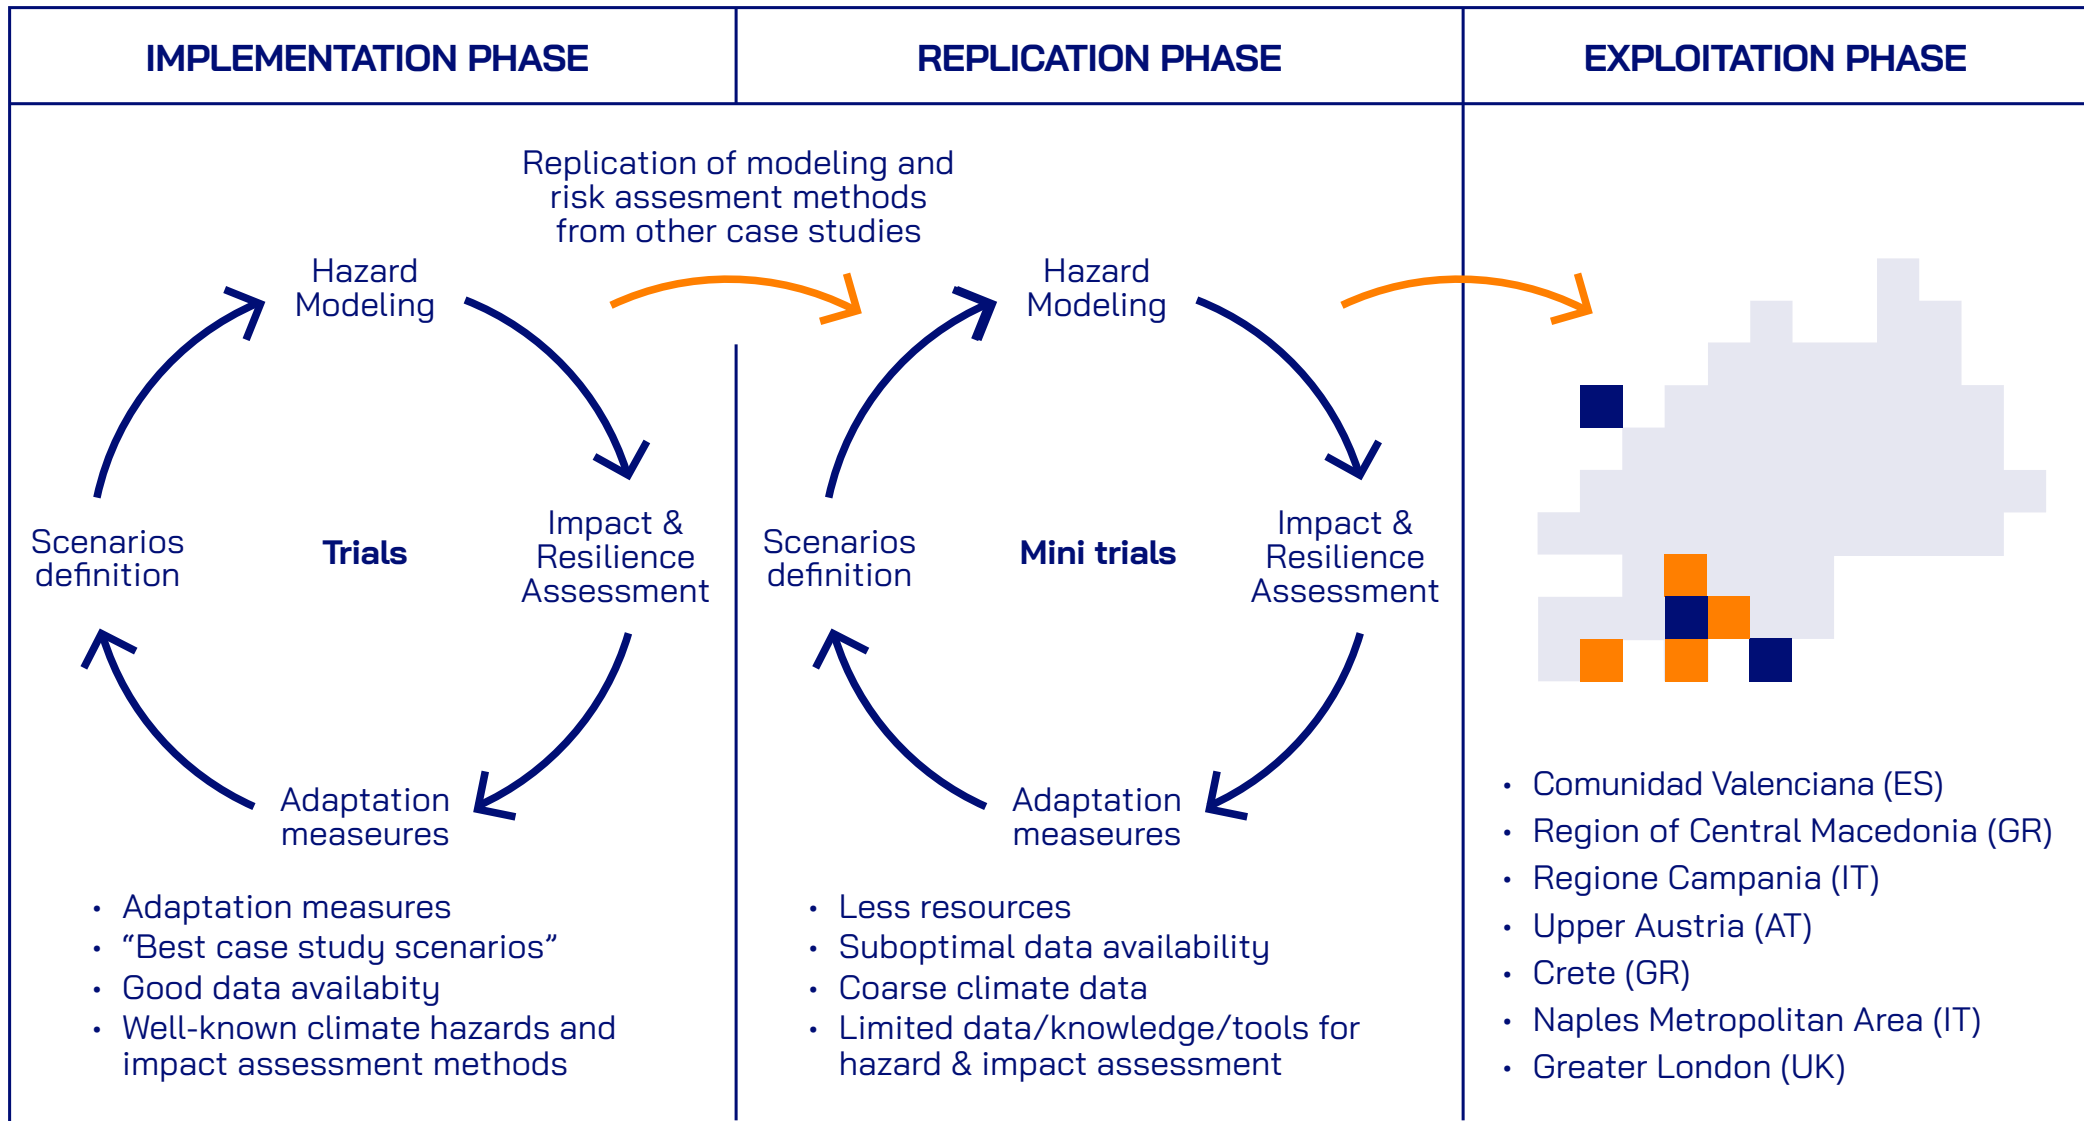 IMPLEMENTATION PHASE
REPLICATION PHASE
EXPLOITATION PHASE
Replication of modeling and
risk assesment methods
from other case studies
Hazard
Modeling
Impact &
Resilience
Assessment
Adaptation
measeures
Scenarios
definition
Trials
• Adaptation measures
• “Best case study scenarios”
• Good data availabity
• Well-known climate hazards and
impact assessment methods
Hazard
Modeling
Impact &
Resilience
Assessment
Adaptation
measeures
Scenarios
definition
Mini trials
• Less resources
• Suboptimal data availability
• Coarse climate data
• Limited data/knowledge/tools for
hazard & impact assessment
• Comunidad Valenciana (ES)
• Region of Central Macedonia (GR)
• Regione Campania (IT)
• Upper Austria (AT)
• Crete (GR)
• Naples Metropolitan Area (IT)
• Greater London (UK)